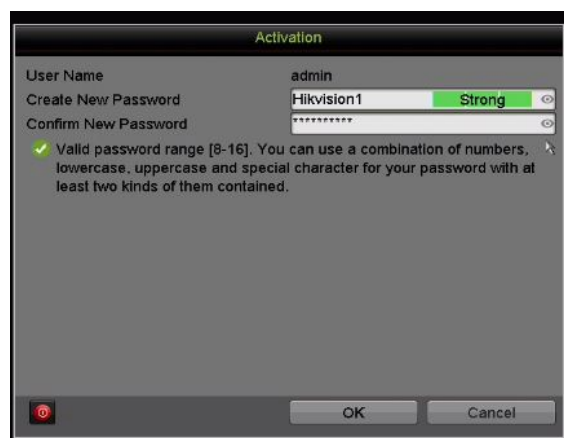 Activation
User Name admin
Create New Password Hikvision1 Strong
Confirm New Password **********
Valid password range [8-16]. You can use a combination of numbers,
lowercase, uppercase and special character for your password with at
least two kinds of them contained.
OK Cancel